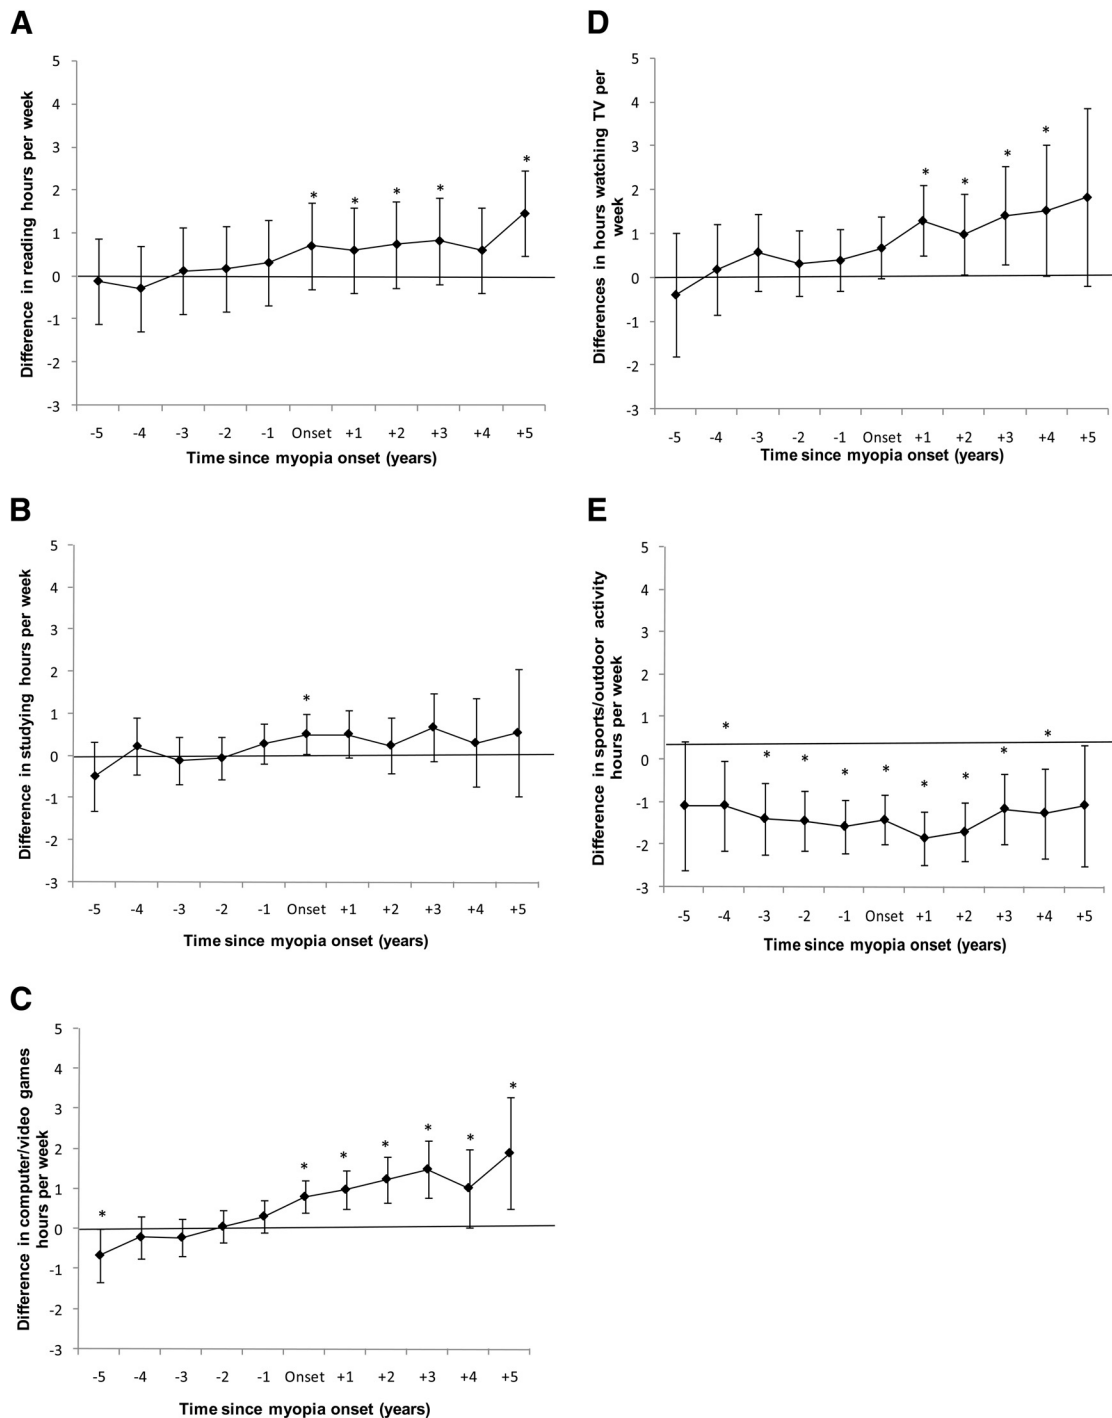 A
Difference in reading hours per week
5
4
3
2
1
0
-1
-2
-3
* * * * *
-5 -4 -3 -2 -1 Onset +1 +2 +3 +4 +5
Time since myopia onset (years)
B
Difference in studying hours per week
5
4
3
2
1
0
-1
-2
-3
*
-5 -4 -3 -2 -1 Onset +1 +2 +3 +4 +5
Time since myopia onset (years)
C
Difference in computer/video games
hours per week
5
4
3
2
1
0
-1
-2
-3
* * * * * * *
-5 -4 -3 -2 -1 Onset +1 +2 +3 +4 +5
Time since myopia onset (years)
D
Differences in hours watching TV per
week
5
4
3
2
1
0
-1
-2
-3
* * * *
-5 -4 -3 -2 -1 Onset +1 +2 +3 +4 +5
Time since myopia onset (years)
E
Difference in sports/outdoor activity
hours per week
5
4
3
2
1
0
-1
-2
-3
* * * * * * * * *
-5 -4 -3 -2 -1 Onset +1 +2 +3 +4 +5
Time since myopia onset (years)